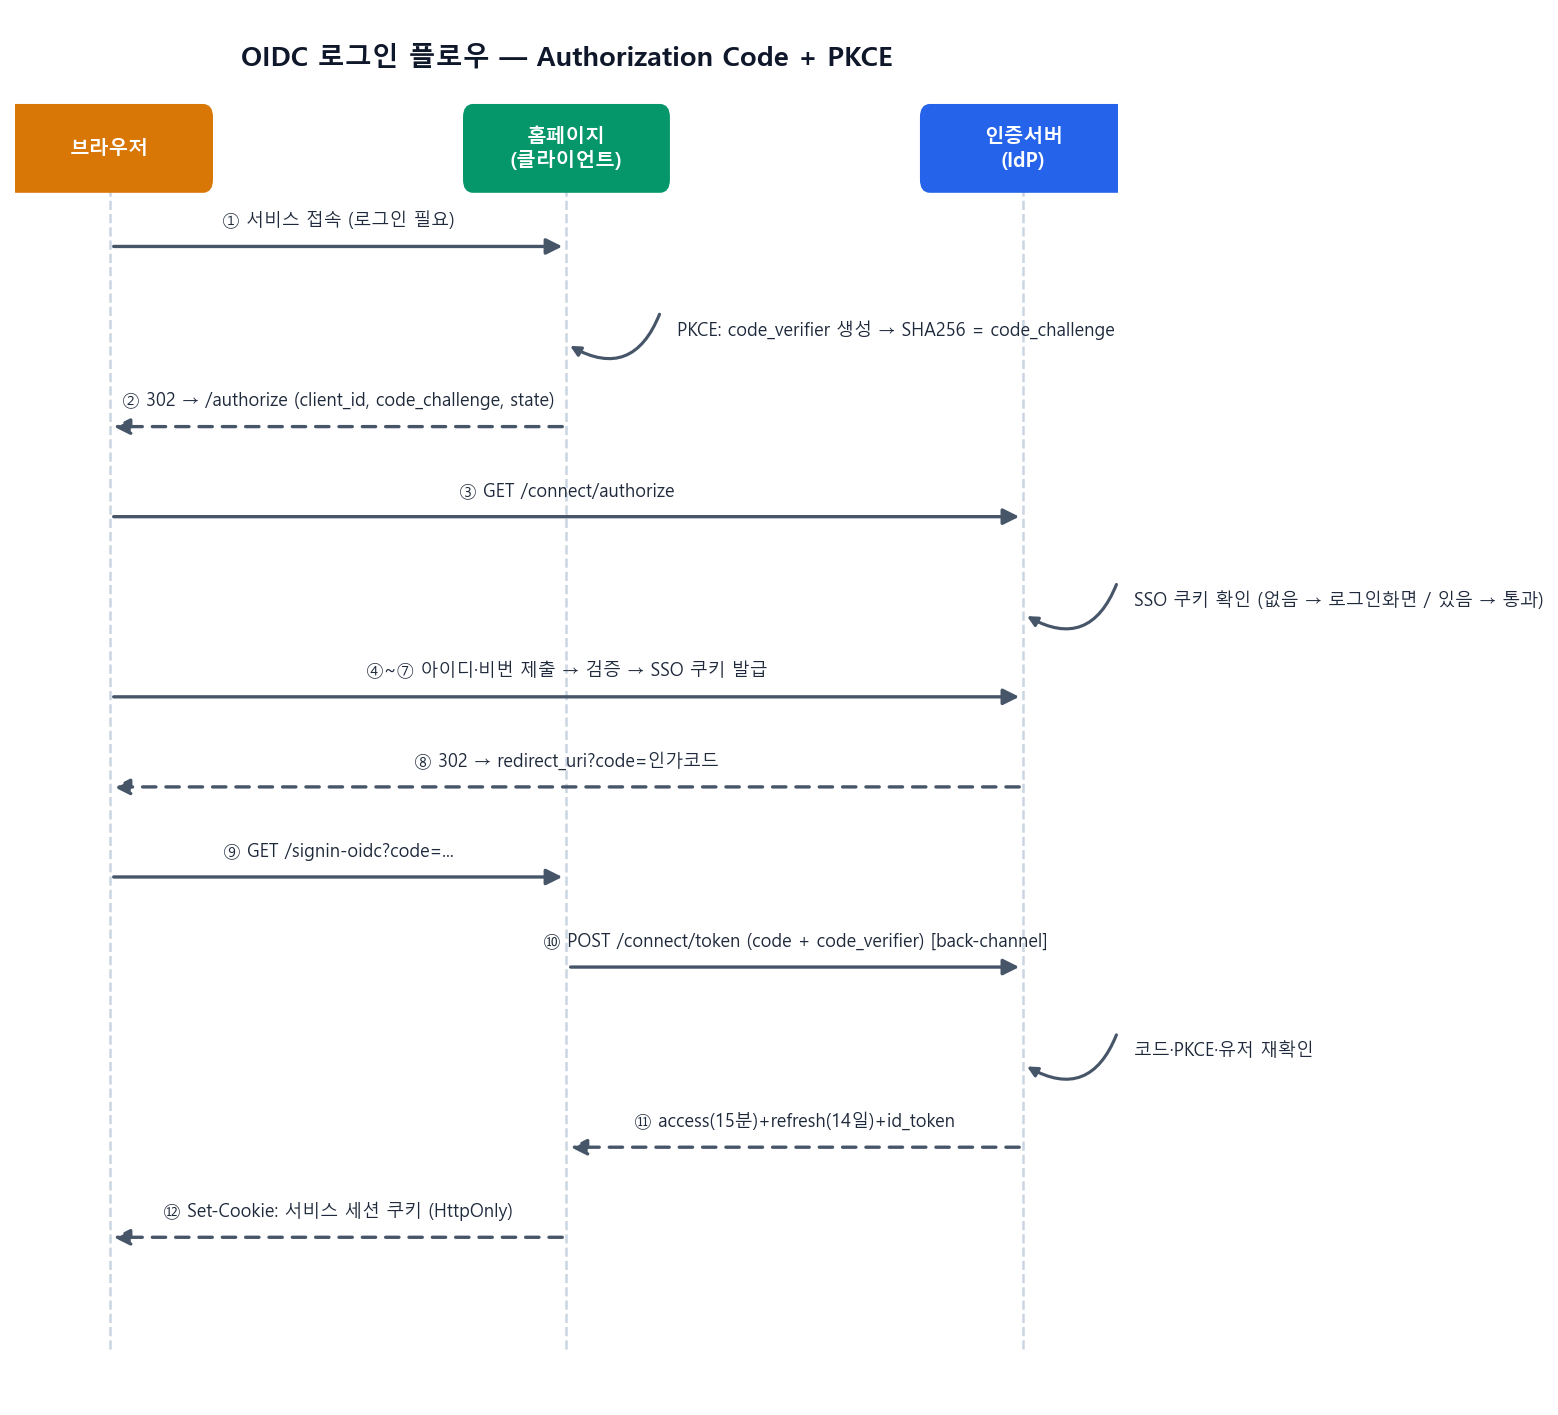 OIDC 로그인 플로우 — Authorization Code + PKCE
브라우저
홈페이지
(클라이언트)
인증서버
(IdP)
① 서비스 접속 (로그인 필요)
PKCE: code_verifier 생성 → SHA256 = code_challenge
② 302 → /authorize (client_id, code_challenge, state)
③ GET /connect/authorize
SSO 쿠키 확인 (없음 → 로그인화면 / 있음 → 통과)
④~⑦ 아이디·비번 제출 → 검증 → SSO 쿠키 발급
⑧ 302 → redirect_uri?code=인가코드
⑨ GET /signin-oidc?code=...
⑩ POST /connect/token (code + code_verifier) [back-channel]
코드·PKCE·유저 재확인
⑪ access(15분)+refresh(14일)+id_token
⑫ Set-Cookie: 서비스 세션 쿠키 (HttpOnly)